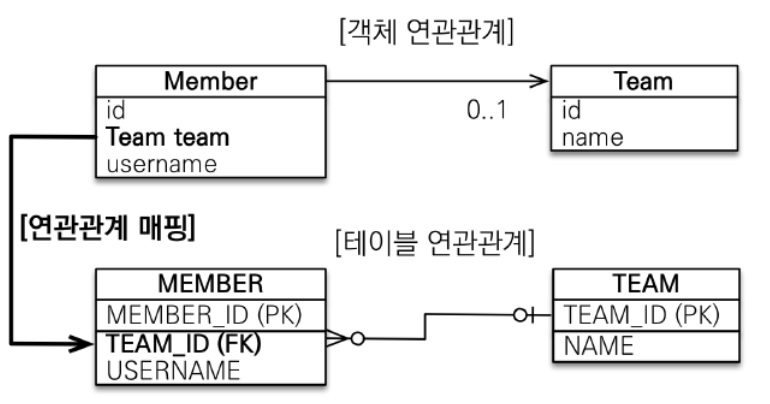 [객체 연관관계]
Member
id
Team team
username
0..1
Team
id
name
[연관관계 매핑]
[테이블 연관관계]
MEMBER
MEMBER_ID (PK)
TEAM_ID (FK)
USERNAME
TEAM
TEAM_ID (PK)
NAME